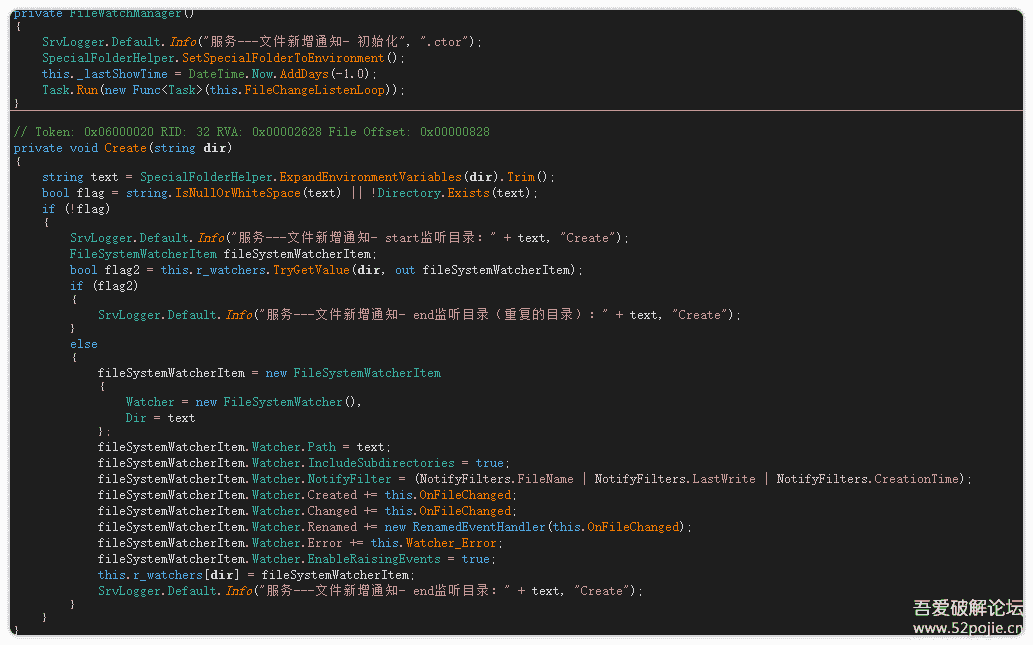 private FileWatchManager()
{
    SrvLogger.Default.Info("服务---文件新增通知- 初始化", ".ctor");
    SpecialFolderHelper.SetSpecialFolderToEnvironment();
    this._lastShowTime = DateTime.Now.AddDays(-1.0);
    Task.Run(new Func<Task>(this.FileChangeListenLoop));
}
// Token: 0x06000020 RID: 32 RVA: 0x00002628 File Offset: 0x00000828
private void Create(string dir)
{
    string text = SpecialFolderHelper.ExpandEnvironmentVariables(dir).Trim();
    bool flag = string.IsNullOrWhiteSpace(text) || !Directory.Exists(text);
    if (!flag)
    {
        SrvLogger.Default.Info("服务---文件新增通知- start监听目录：" + text, "Create");
        FileSystemWatcherItem fileSystemWatcherItem;
        bool flag2 = this.r_watchers.TryGetValue(dir, out fileSystemWatcherItem);
        if (flag2)
        {
            SrvLogger.Default.Info("服务---文件新增通知- end监听目录（重复的目录）：" + text, "Create");
        }
        else
        {
            fileSystemWatcherItem = new FileSystemWatcherItem
            {
                Watcher = new FileSystemWatcher(),
                Dir = text
            };
            fileSystemWatcherItem.Watcher.Path = text;
            fileSystemWatcherItem.Watcher.IncludeSubdirectories = true;
            fileSystemWatcherItem.Watcher.NotifyFilter = (NotifyFilters.FileName | NotifyFilters.LastWrite | NotifyFilters.CreationTime);
            fileSystemWatcherItem.Watcher.Created += this.OnFileChanged;
            fileSystemWatcherItem.Watcher.Changed += this.OnFileChanged;
            fileSystemWatcherItem.Watcher.Renamed += new RenamedEventHandler(this.OnFileChanged);
            fileSystemWatcherItem.Watcher.Error += this.Watcher_Error;
            fileSystemWatcherItem.Watcher.EnableRaisingEvents = true;
            this.r_watchers[dir] = fileSystemWatcherItem;
            SrvLogger.Default.Info("服务---文件新增通知- end监听目录：" + text, "Create");
        }
    }
}
吾爱破解论坛
www.52pojie.cn